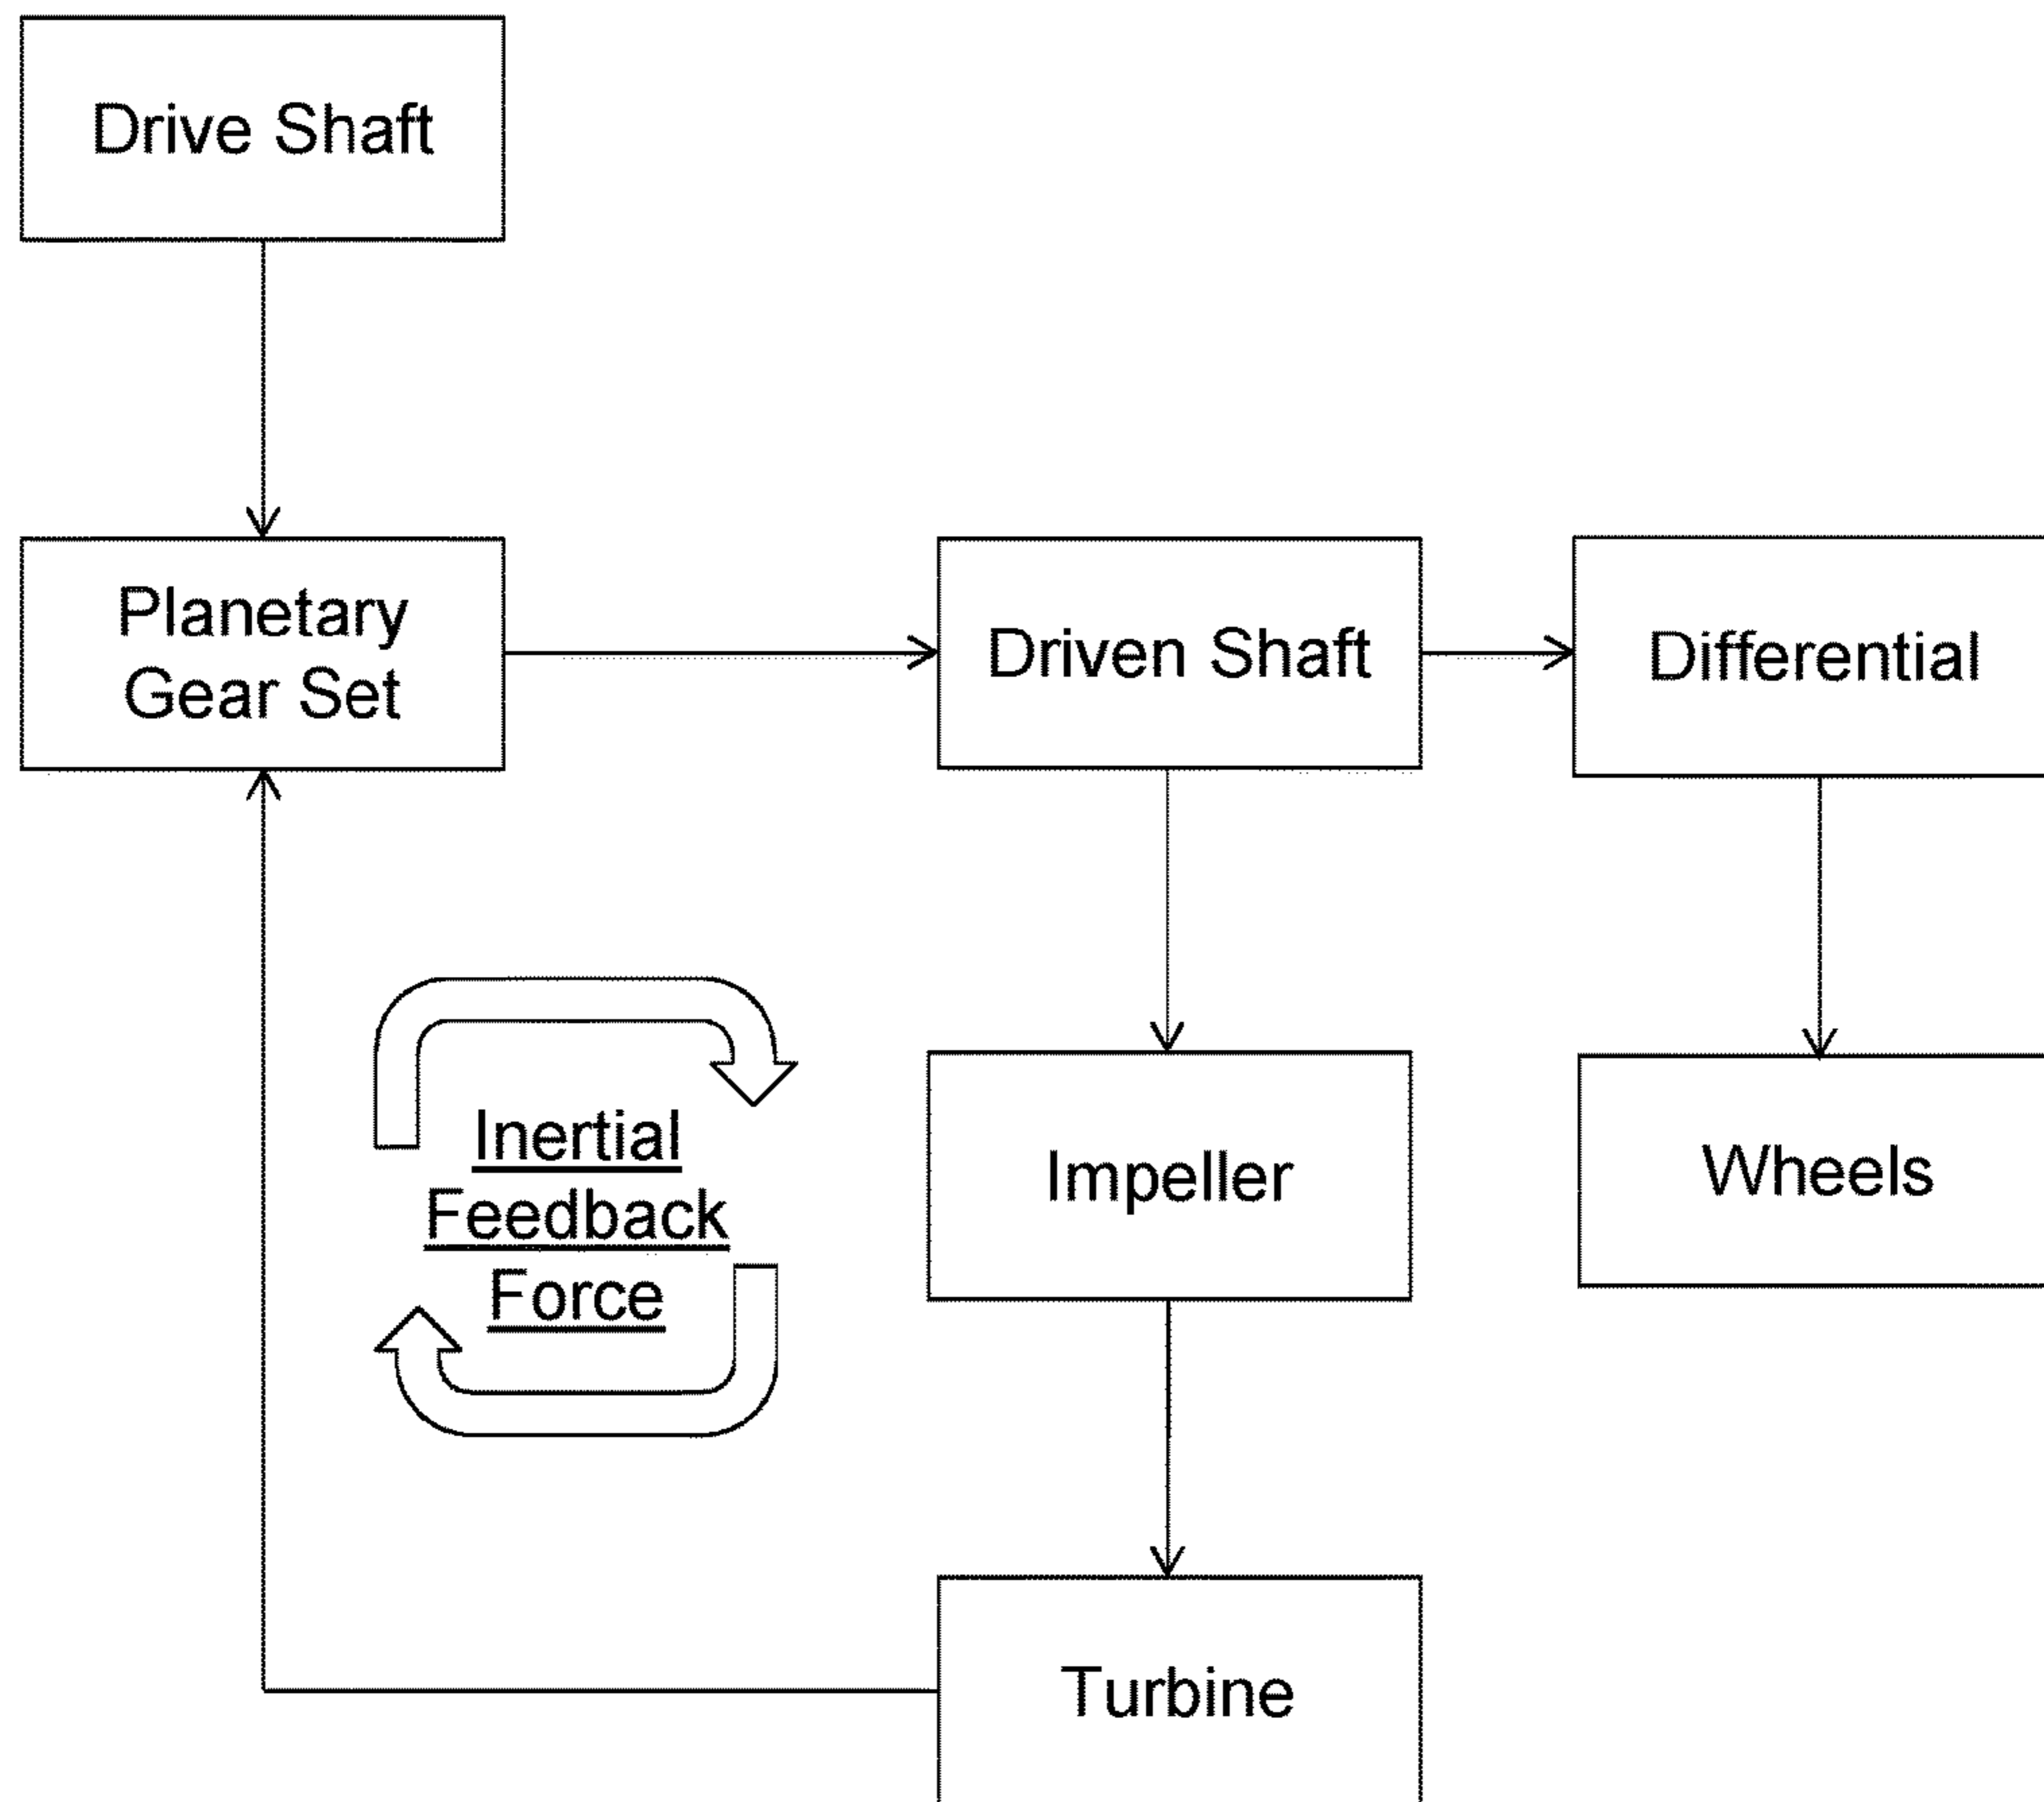 Drive Shaft
Planetary
Gear Set
Driven Shaft
Differential
Inertial
Feedback
Force
Impeller
Wheels
Turbine